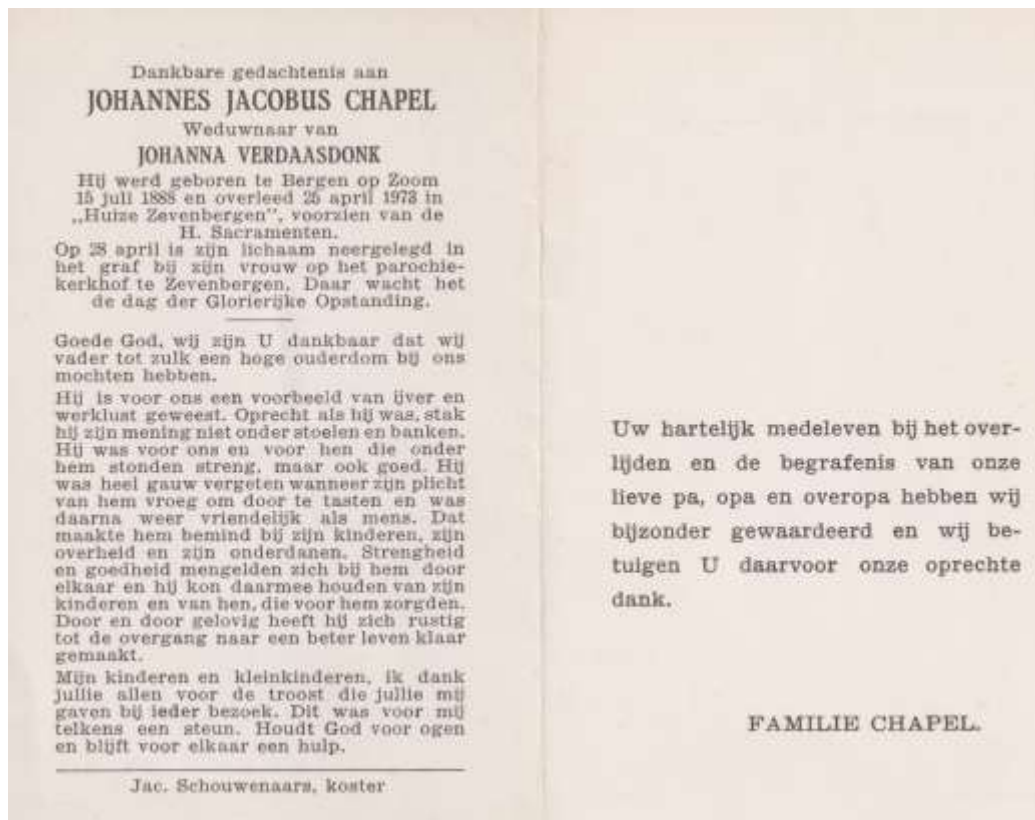 Dankbare gedachtenis aan
JOHANNES JACOBUS CHAPEL
Weduwnaar van
JOHANNA VERDAASDONK
Hij werd geboren te Bergen op Zoom
15 juli 1888 en overleed 25 april 1973 in
„Huize Zevenbergen”, voorzien van de
H. Sacramenten.
Op 28 april is zijn lichaam neergelegd in
het graf bij zijn vrouw op het parochie-
kerkhof te Zevenbergen. Daar wacht het
de dag der Glorierijke Opstanding.
Goede God, wij zijn U dankbaar dat wij
vader tot zulk een hoge ouderdom bij ons
mochten hebben.
Hij is voor ons een voorbeeld van ijver en
werklust geweest. Oprecht als hij was, stak
hij zijn mening niet onder stoelen en banken.
Hij was voor ons en voor hen die onder
hem stonden streng, maar ook goed. Hij
was heel gauw vergeten wanneer zijn plicht
van hem vroeg om door te tasten en was
daarna weer vriendelijk als mens. Dat
maakte hem bemind bij zijn kinderen, zijn
overheid en zijn onderdanen. Strengheid
en goedheid mengelden zich bij hem door
elkaar en hij kon daarmee houden van zijn
kinderen en van hen, die voor hem zorgden.
Door en door gelovig heeft hij zich rustig
tot de overgang naar een beter leven klaar
gemaakt.
Mijn kinderen en kleinkinderen, ik dank
jullie allen voor de troost die jullie mij
gaven bij ieder bezoek. Dit was voor mij
telkens een steun. Houdt God voor ogen
en blijft voor elkaar een hulp.
Jac. Schouwenaars, koster
Uw hartelijk medeleven bij het over-
lijden en de begrafenis van onze
lieve pa, opa en overopa hebben wij
bijzonder gewaardeerd en wij be-
tuigen U daarvoor onze oprechte
dank.
FAMILIE CHAPEL.